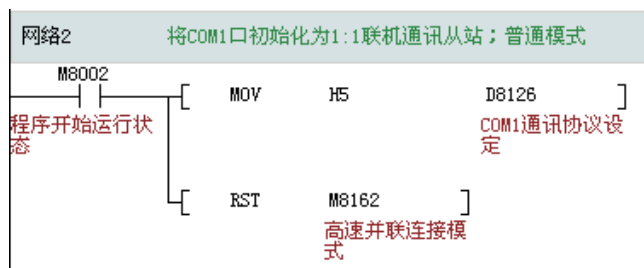 网络2 将COM1口初始化为1:1联机通讯从站；普通模式
M8002
MOV H5 D8126
程序开始运行状
态
COM1通讯协议设
定
RST M8162
高速并联连接模
式